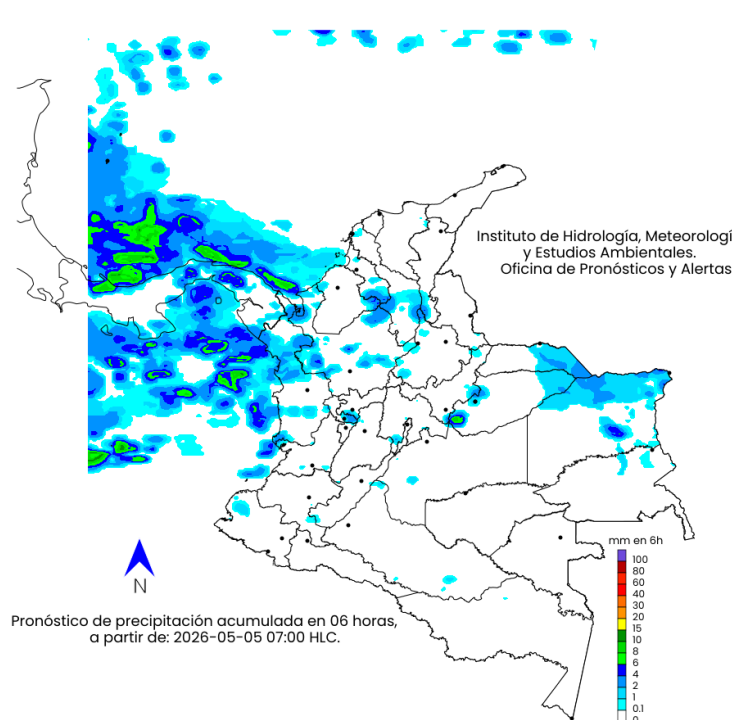 Instituto de Hidrología, Meteorologí
y Estudios Ambientales.
Oficina de Pronósticos y Alertas
mm en 6h
100
80
60
40
30
20
15
10
8
6
4
2
1
0.1
0
N
Pronóstico de precipitación acumulada en 06 horas,
a partir de: 2026-05-05 07:00 HLC.